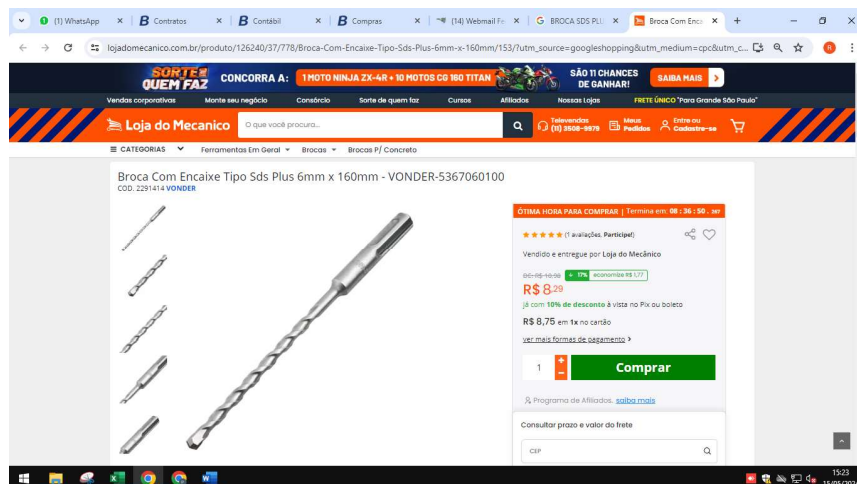 (1) WhatsApp
B Contratos
B Contábil
B Compras
(14) Webmail Fe
BROCA SDS PLU
Broca Com Enca
lojadomecanico.com.br/produto/126240/37/778/Broca-Com-Encaixe-Tipo-Sds-Plus-6mm-x-160mm/153/?utm_source=googleshopping&utm_medium=cpc&utm_c...
SORTE É QUEM FAZ
CONCORRA A:
1 MOTO NINJA ZX-4R + 10 MOTOS CG 160 TITAN
SÃO 11 CHANCES
DE GANHAR!
SAIBA MAIS >
Vendas corporativas Monte seu negócio Consórcio Sorte de quem faz Cursos Afiliados Nossas Lojas FRETE ÚNICO "Para Grande São Paulo"
Loja do Mecanico
O que você procura...
Televendas
(11) 3508-9979
Meus
Pedidos
Entre ou
Cadastre-se
CATEGORIAS Ferramentas Em Geral Brocas Brocas P/ Concreto
Broca Com Encaixe Tipo Sds Plus 6mm x 160mm - VONDER-5367060100
COD. 2291414 VONDER
ÓTIMA HORA PARA COMPRAR | Termina em: 08 : 36 : 50
(1 avaliações. Participe!)
Vendido e entregue por Loja do Mecânico
17% economize R$ 1,77
R$ 8,29
já com 10% de desconto à vista no Pix ou boleto
R$ 8,75 em 1x no cartão
ver mais formas de pagamento >
1 + − Comprar
Programa de Afiliados. saiba mais
Consultar prazo e valor do frete
CEP
15:23